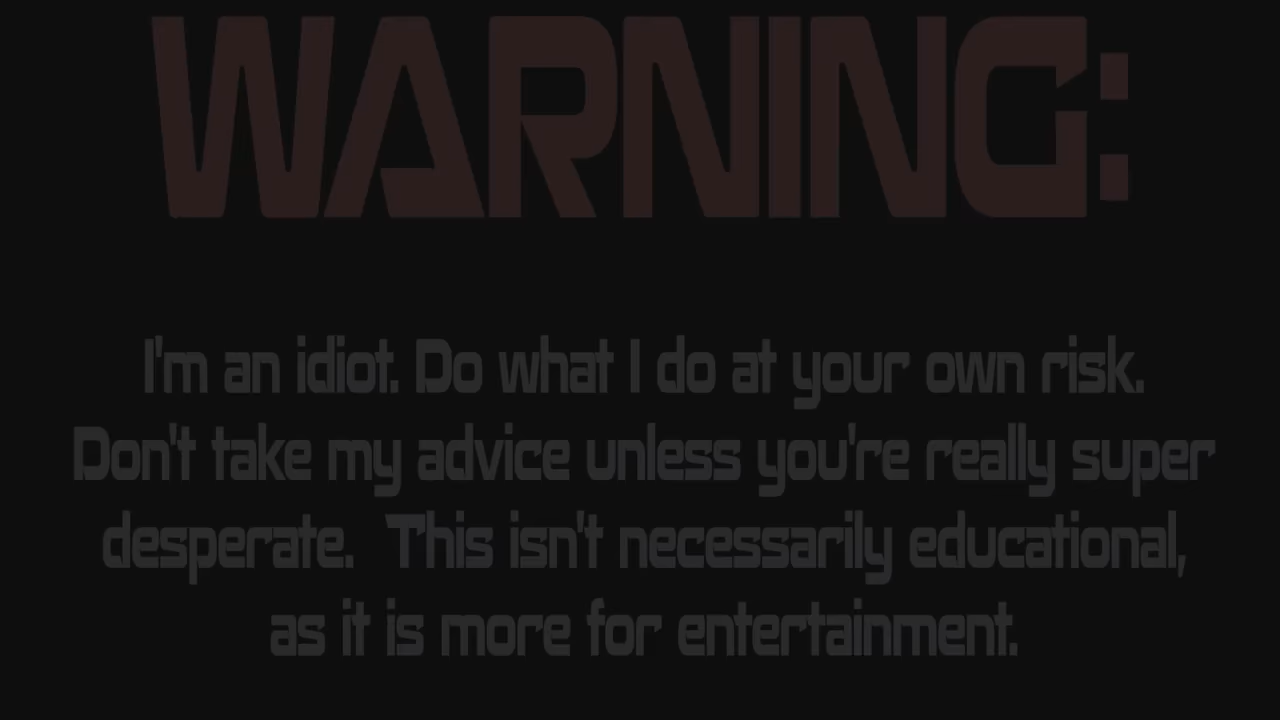 WARNING:
I'm an idiot. Do what I do at your own risk.
Don't take my advice unless you're really super
desperate.  This isn't necessarily educational,
as it is more for entertainment.